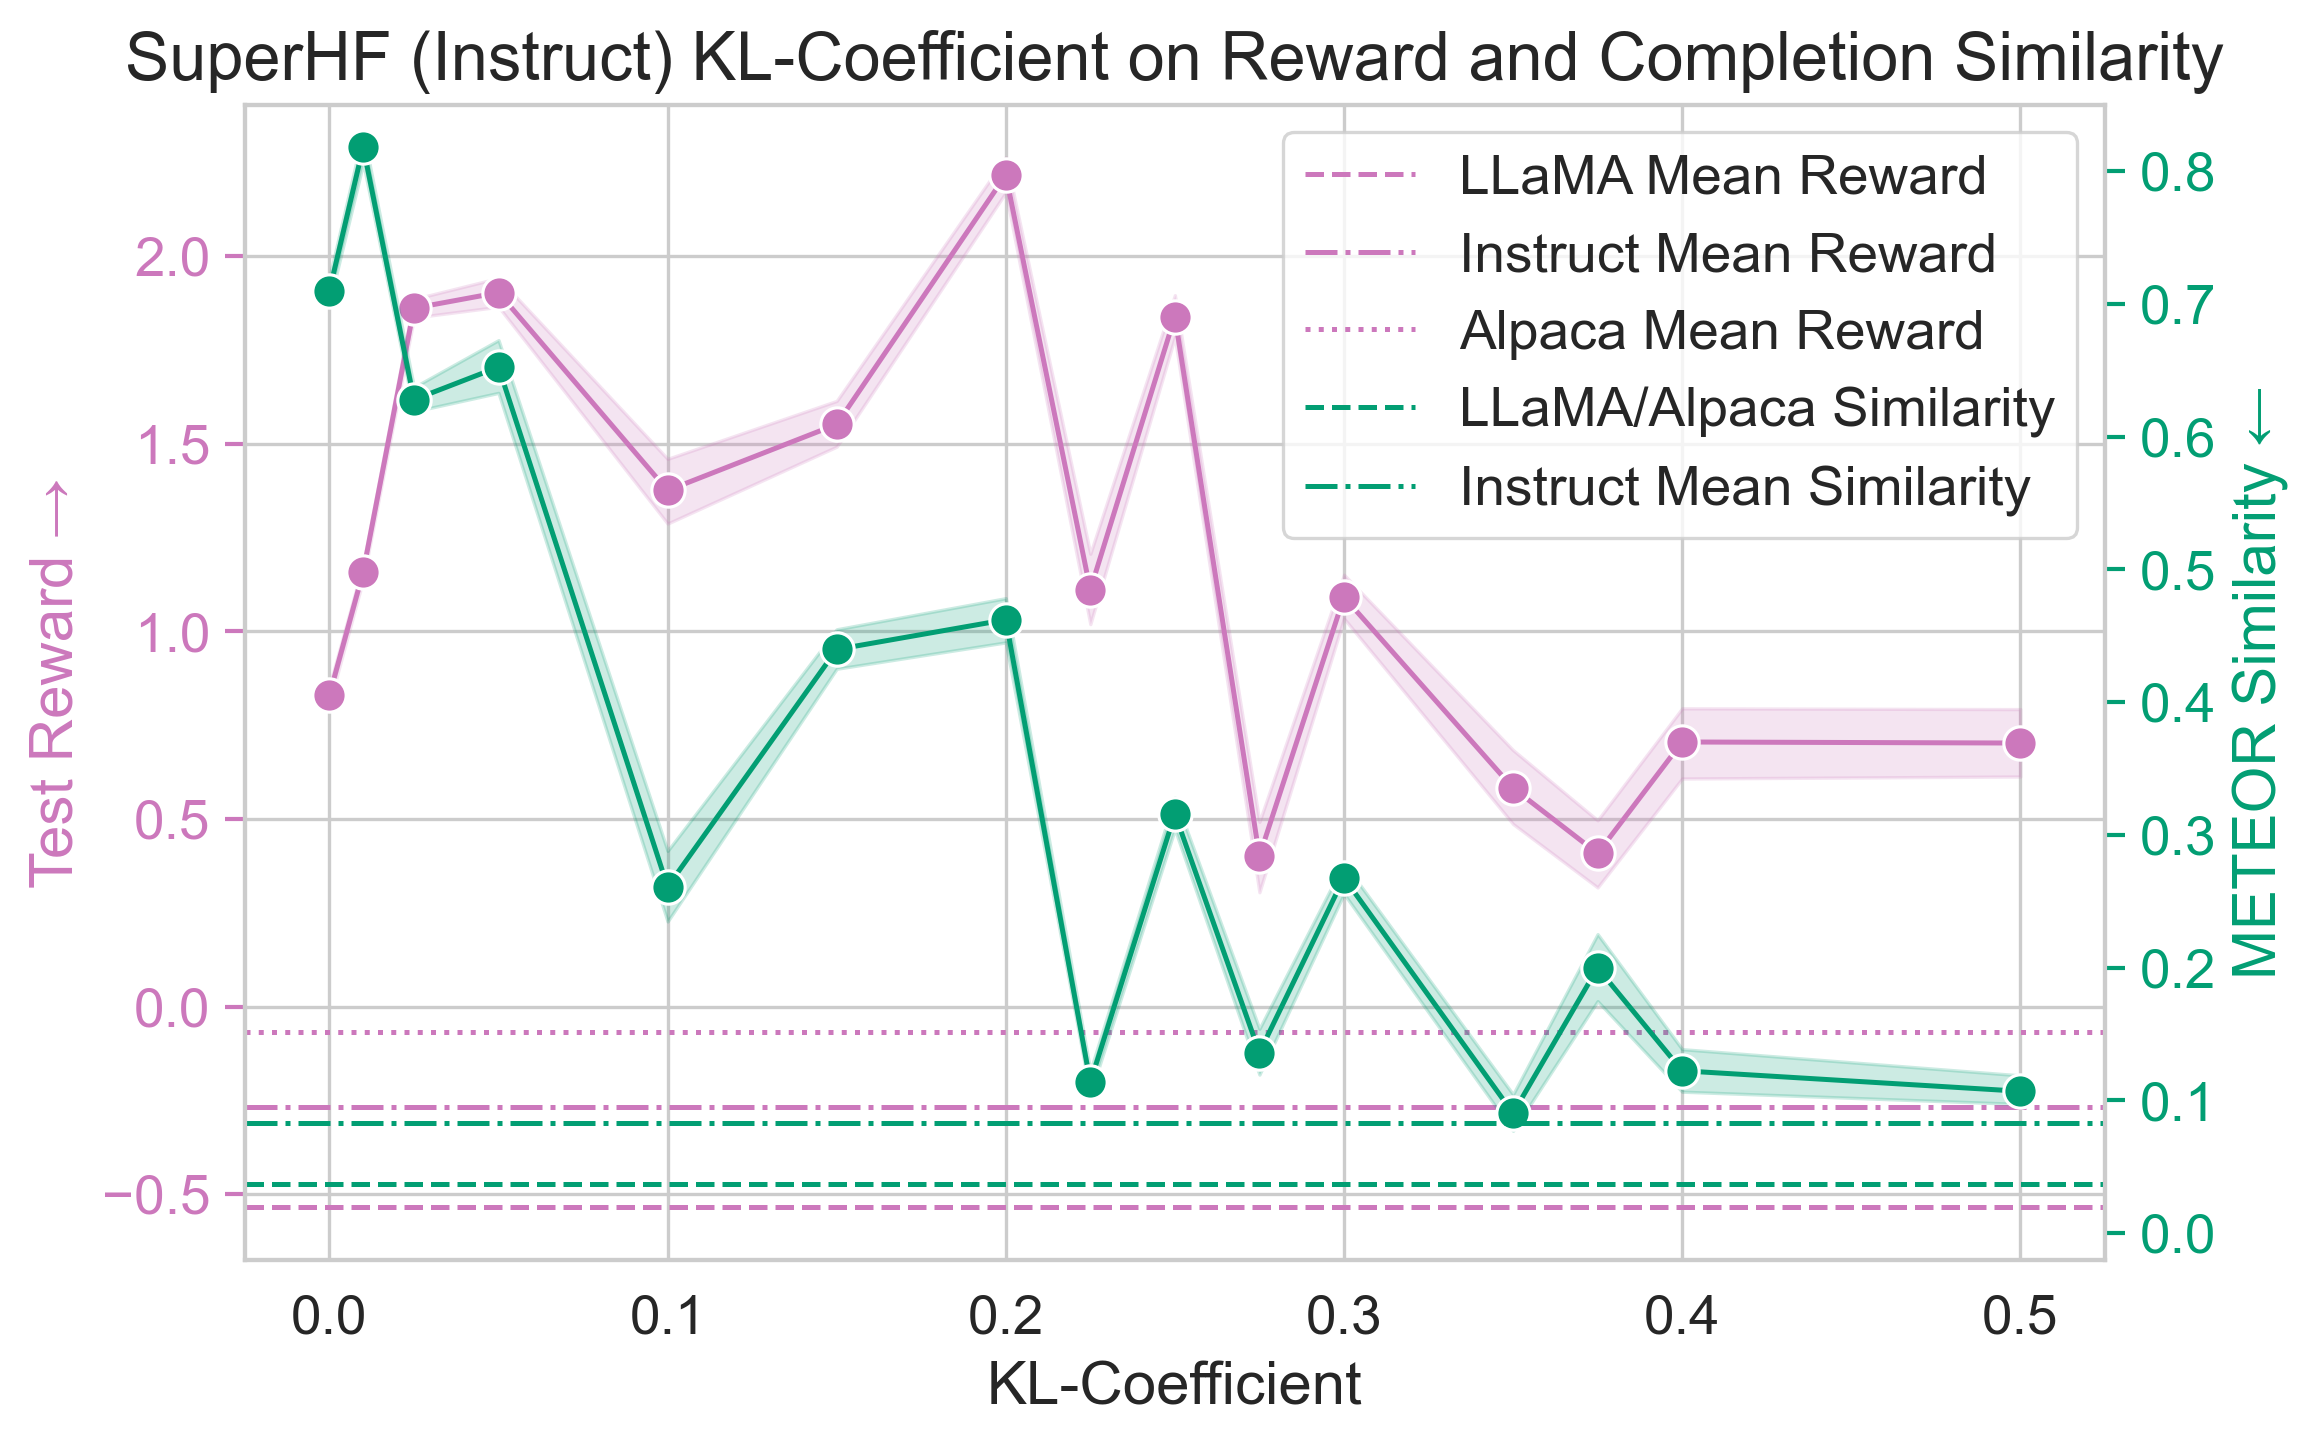 SuperHF (Instruct) KL-Coefficient on Reward and Completion Similarity
LLaMA Mean Reward
Instruct Mean Reward
Alpaca Mean Reward
LLaMA/Alpaca Similarity
Instruct Mean Similarity
Test Reward →
2.0
1.5
1.0
0.5
0.0
−0.5
0.8
0.7
0.6
0.5
0.4
0.3
0.2
0.1
0.0
METEOR Similarity ←
0.0 0.1 0.2 0.3 0.4 0.5
KL-Coefficient